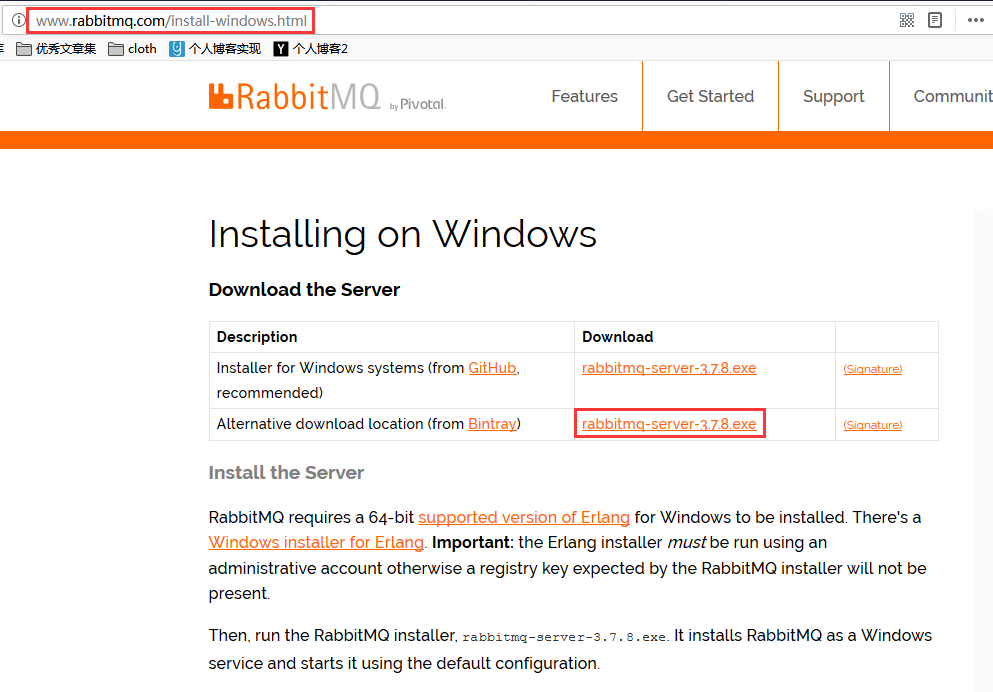 www.rabbitmq.com/install-windows.html
优秀文章集 cloth 个人博客实现 Y 个人博客2
RabbitMQ by Pivotal. Features Get Started Support Communit
Installing on Windows
Download the Server
Description Download
Installer for Windows systems (from GitHub, rabbitmq-server-3.7.8.exe (Signature)
recommended)
Alternative download location (from Bintray) rabbitmq-server-3.7.8.exe (Signature)
Install the Server
RabbitMQ requires a 64-bit supported version of Erlang for Windows to be installed. There's a
Windows installer for Erlang. Important: the Erlang installer must be run using an
administrative account otherwise a registry key expected by the RabbitMQ installer will not be
present.
Then, run the RabbitMQ installer, rabbitmq-server-3.7.8.exe. It installs RabbitMQ as a Windows
service and starts it using the default configuration.